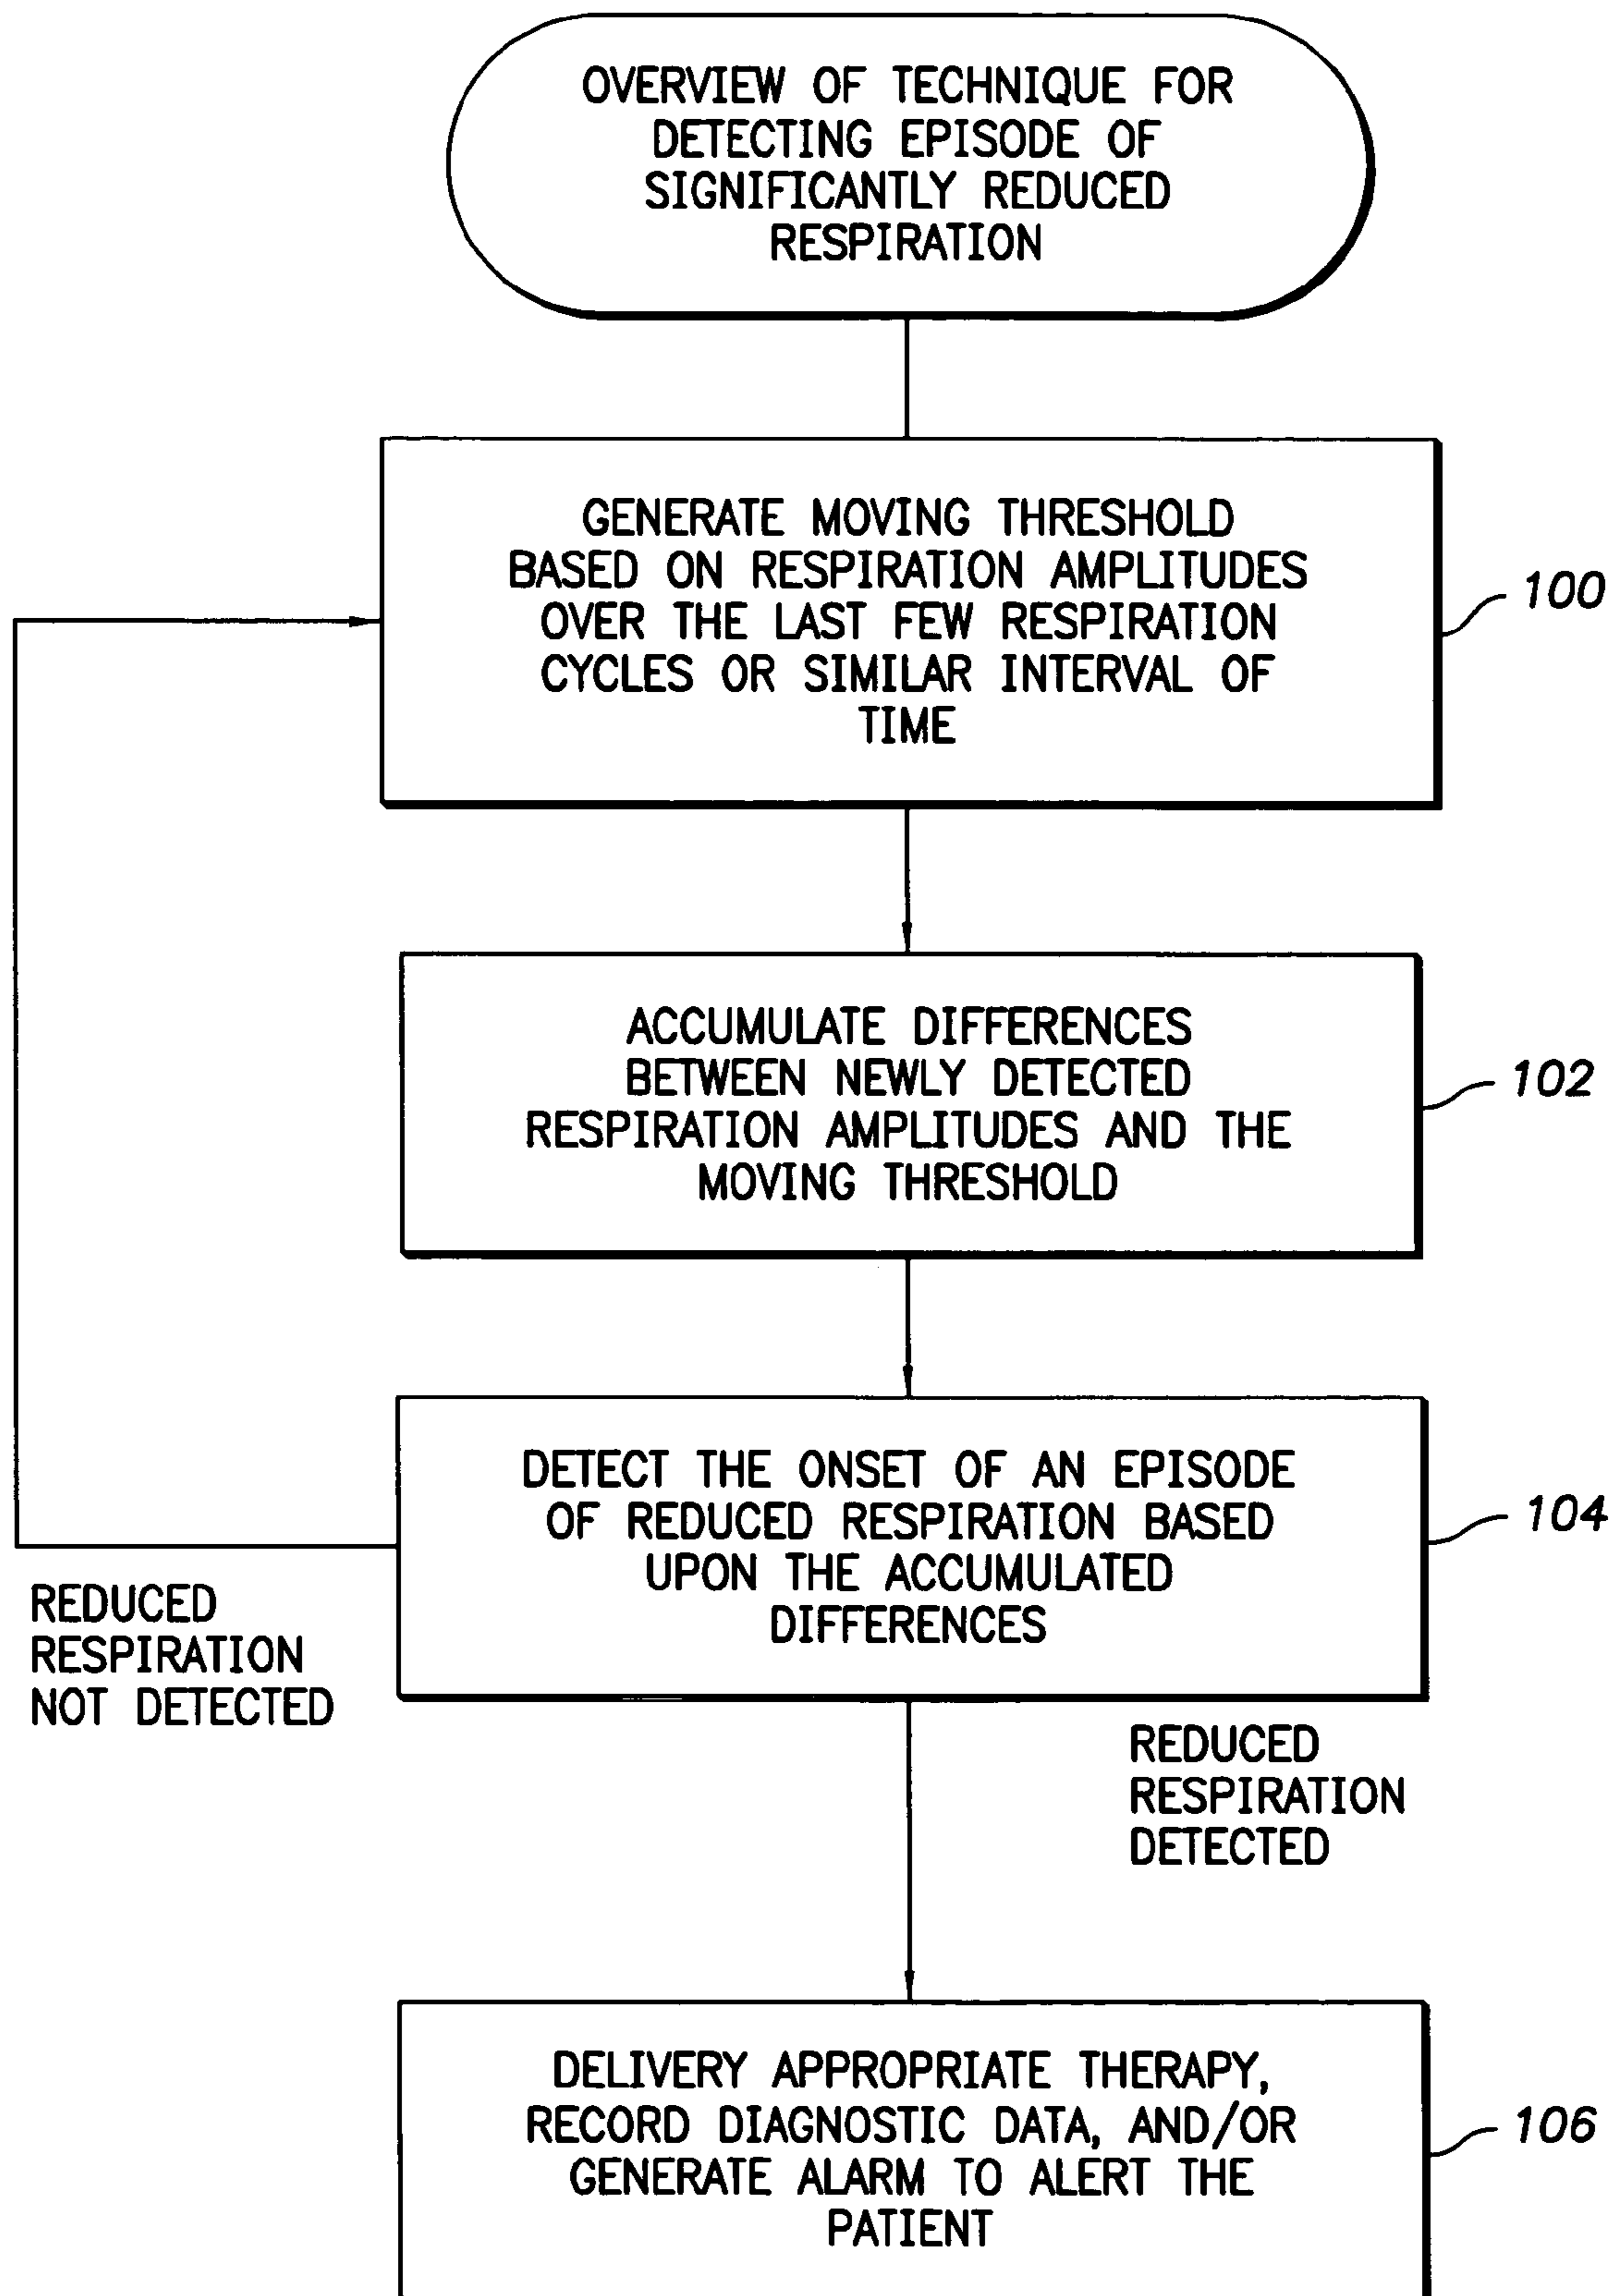 OVERVIEW OF TECHNIQUE FOR
DETECTING EPISODE OF
SIGNIFICANTLY REDUCED
RESPIRATION
GENERATE MOVING THRESHOLD
BASED ON RESPIRATION AMPLITUDES
OVER THE LAST FEW RESPIRATION
CYCLES OR SIMILAR INTERVAL OF
TIME
100
ACCUMULATE DIFFERENCES
BETWEEN NEWLY DETECTED
RESPIRATION AMPLITUDES AND THE
MOVING THRESHOLD
102
DETECT THE ONSET OF AN EPISODE
OF REDUCED RESPIRATION BASED
UPON THE ACCUMULATED
DIFFERENCES
104
REDUCED
RESPIRATION
NOT DETECTED
REDUCED
RESPIRATION
DETECTED
DELIVERY APPROPRIATE THERAPY,
RECORD DIAGNOSTIC DATA, AND/OR
GENERATE ALARM TO ALERT THE
PATIENT
106